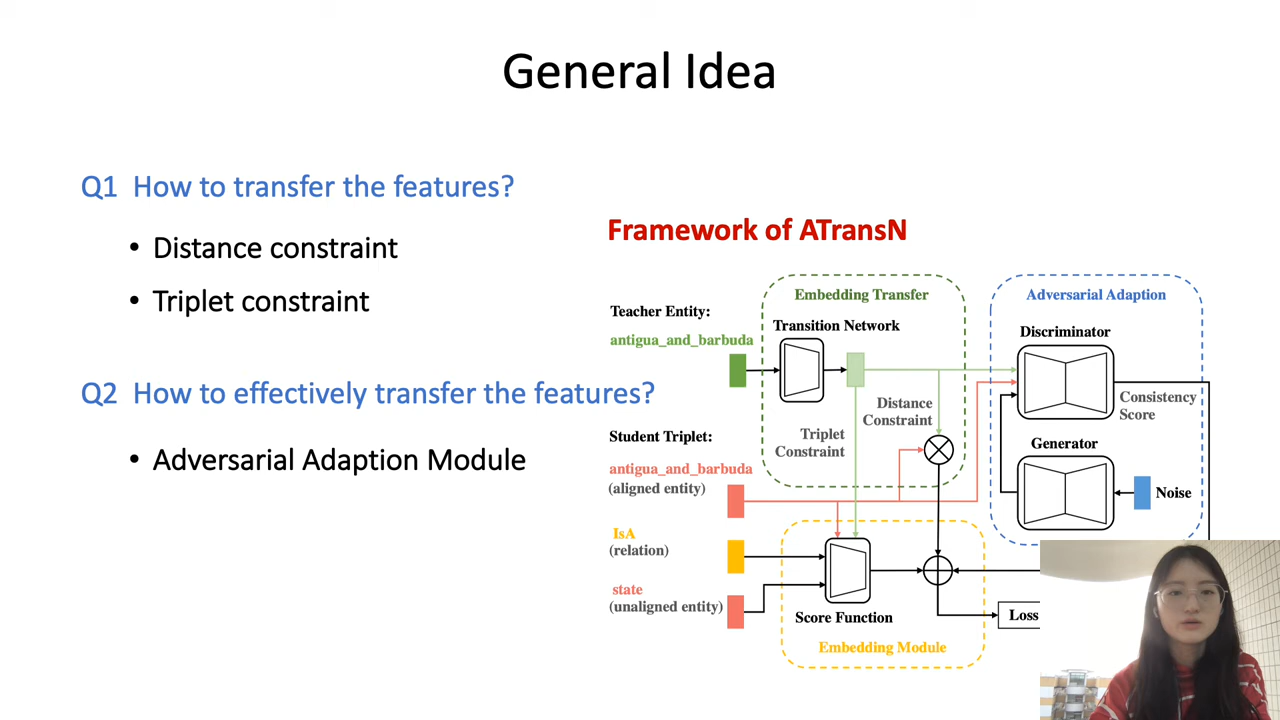 General Idea
Q1 How to transfer the features?
• Distance constraint
• Triplet constraint
Q2 How to effectively transfer the features?
• Adversarial Adaption Module
Framework of ATransN
Embedding Transfer
Adversarial Adaption
Teacher Entity:
antigua_and_barbuda
Transition Network
Discriminator
Distance
Constraint
Consistency
Score
Triplet
Constraint
Student Triplet:
antigua_and_barbuda
(aligned entity)
Generator
Noise
IsA
(relation)
state
(unaligned entity)
Score Function
Loss
Embedding Module